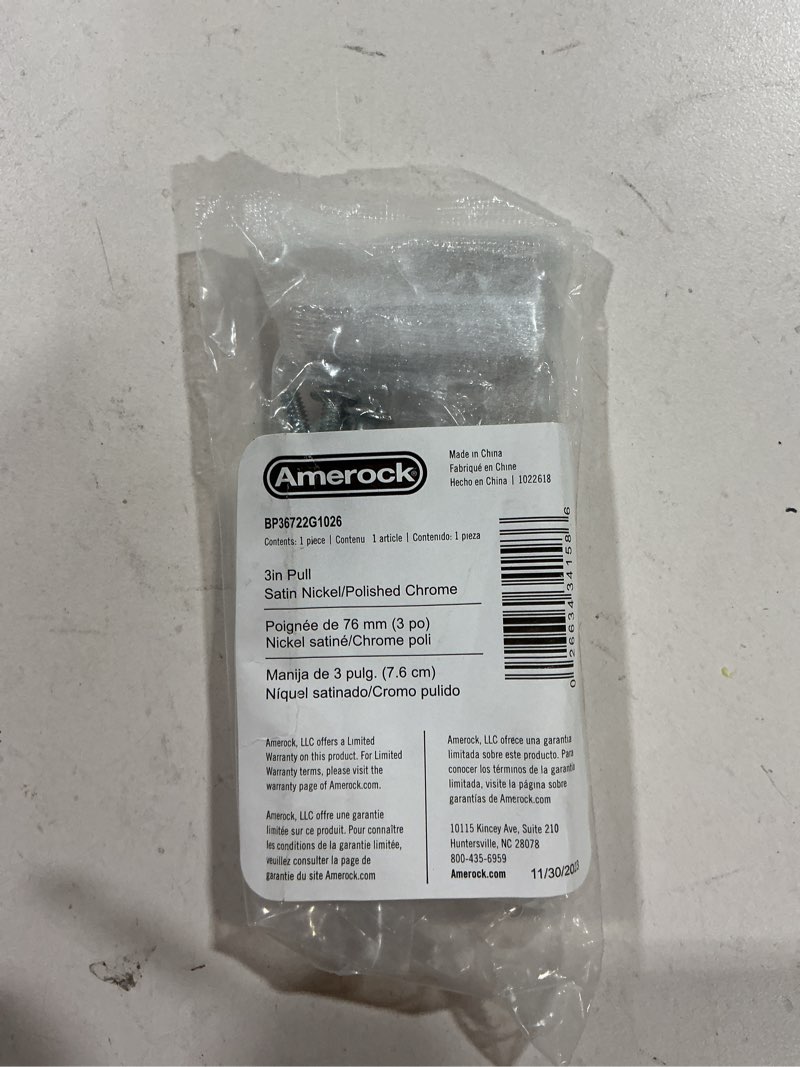 Amerock
Made in China
Fabriqué en Chine
Hecho en China | 1022618
BP36722G1026
Contents: 1 piece | Contenu 1 article | Contenido: 1 pieza
3in Pull
Satin Nickel/Polished Chrome
Poignée de 76 mm (3 po)
Nickel satiné/Chrome poli
Manija de 3 pulg. (7.6 cm)
Níquel satinado/Cromo pulido
0 26634 34158 6
Amerock, LLC offers a Limited
Warranty on this product. For Limited
Warranty terms, please visit the
warranty page of Amerock.com.
Amerock, LLC offre une garantie
limitée sur ce produit. Pour connaître
les conditions de la garantie limitée,
veuillez consulter la page de
garantie du site Amerock.com
Amerock, LLC ofrece una garantía
limitada sobre este producto. Para
conocer los términos de la garantía
limitada, visite la página sobre
garantías de Amerock.com
10115 Kincey Ave, Suite 210
Huntersville, NC 28078
800-435-6959
Amerock.com
11/30/2023